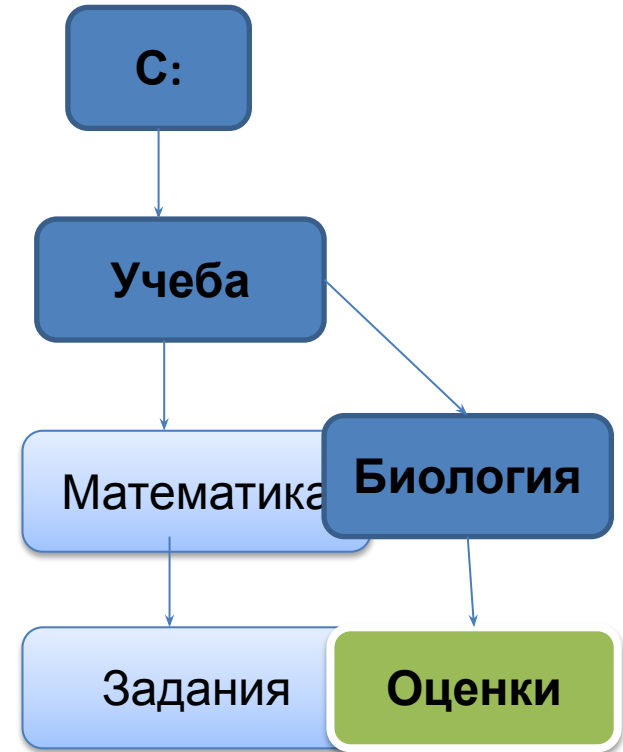 C:
Учеба
Математика
Биология
Задания
Оценки